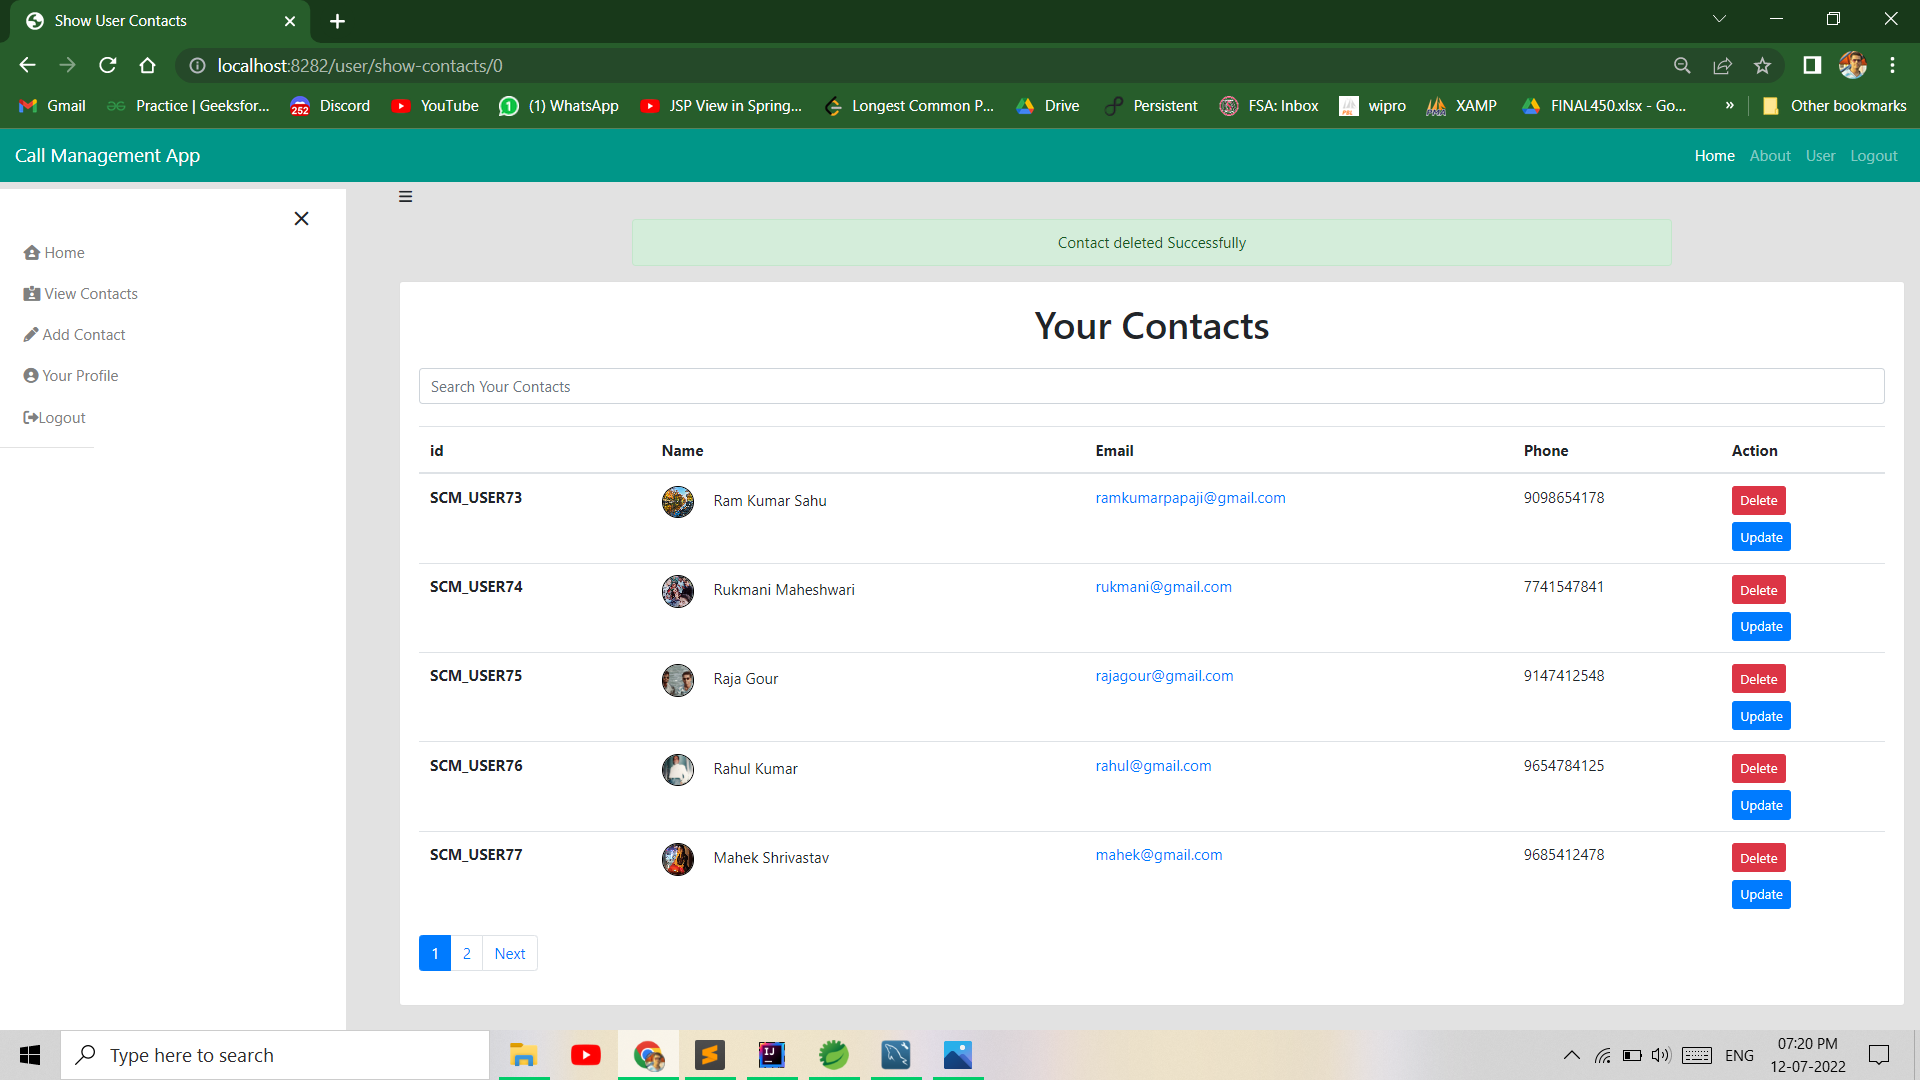 Show User Contacts
localhost:8282/user/show-contacts/0
Gmail Practice | Geeksfor... 252 Discord YouTube (1) WhatsApp JSP View in Spring... Longest Common P... Drive Persistent FSA: Inbox wipro XAMP FINAL450.xlsx - Go... » Other bookmarks
Call Management App Home About User Logout
Contact deleted Successfully
Home
View Contacts
Add Contact
Your Profile
Logout
Your Contacts
Search Your Contacts
id Name Email Phone Action
SCM_USER73 Ram Kumar Sahu ramkumarpapaji@gmail.com 9098654178 Delete
Update
SCM_USER74 Rukmani Maheshwari rukmani@gmail.com 7741547841 Delete
Update
SCM_USER75 Raja Gour rajagour@gmail.com 9147412548 Delete
Update
SCM_USER76 Rahul Kumar rahul@gmail.com 9654784125 Delete
Update
SCM_USER77 Mahek Shrivastav mahek@gmail.com 9685412478 Delete
Update
1 2 Next
Type here to search
ENG
07:20 PM
12-07-2022